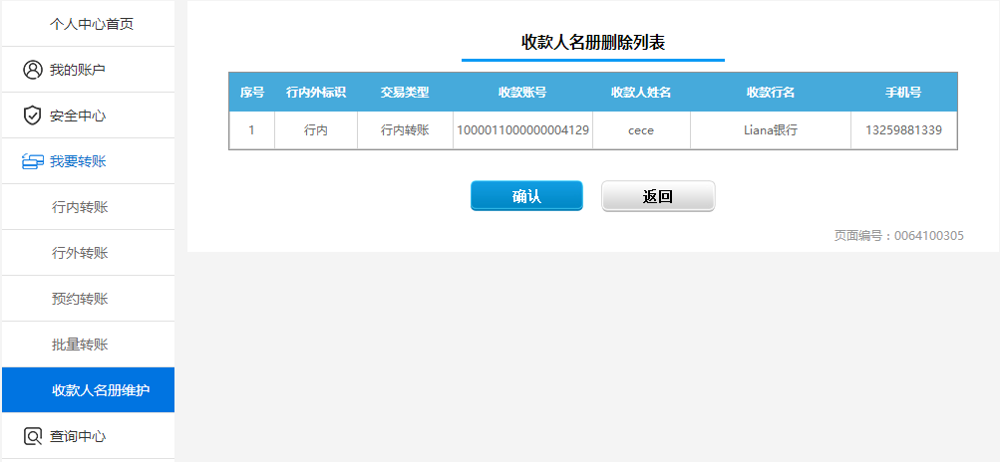 个人中心首页
我的账户
安全中心
我要转账
行内转账
行外转账
预约转账
批量转账
收款人名册维护
查询中心
收款人名册删除列表
序号 行内外标识 交易类型 收款账号 收款人姓名 收款行名 手机号
1 行内 行内转账 1000011000000004129 cece Liana银行 13259881339
确认 返回
页面编号：0064100305